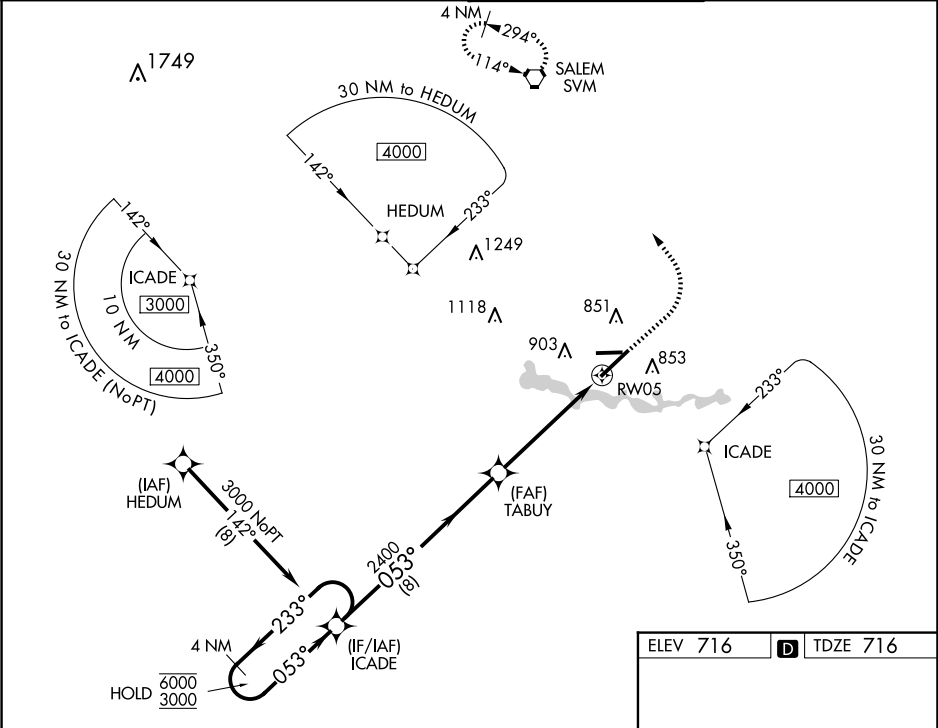 4 NM
294°
114°
SALEM
SVM
1749
30 NM to HEDUM
4000
142°
233°
HEDUM
1249
142°
ICADE
3000
10 NM
4000
350°
30 NM to ICADE (NoPT)
1118
851
903
853
RW05
233°
ICADE
4000
350°
30 NM to ICADE
(IAF)
HEDUM
3000 NoPT
142°
(8)
(FAF)
TABUY
2400
053°
(8)
233°
4 NM
053°
(IF/IAF)
ICADE
HOLD 6000
3000
ELEV 716 D TDZE 716